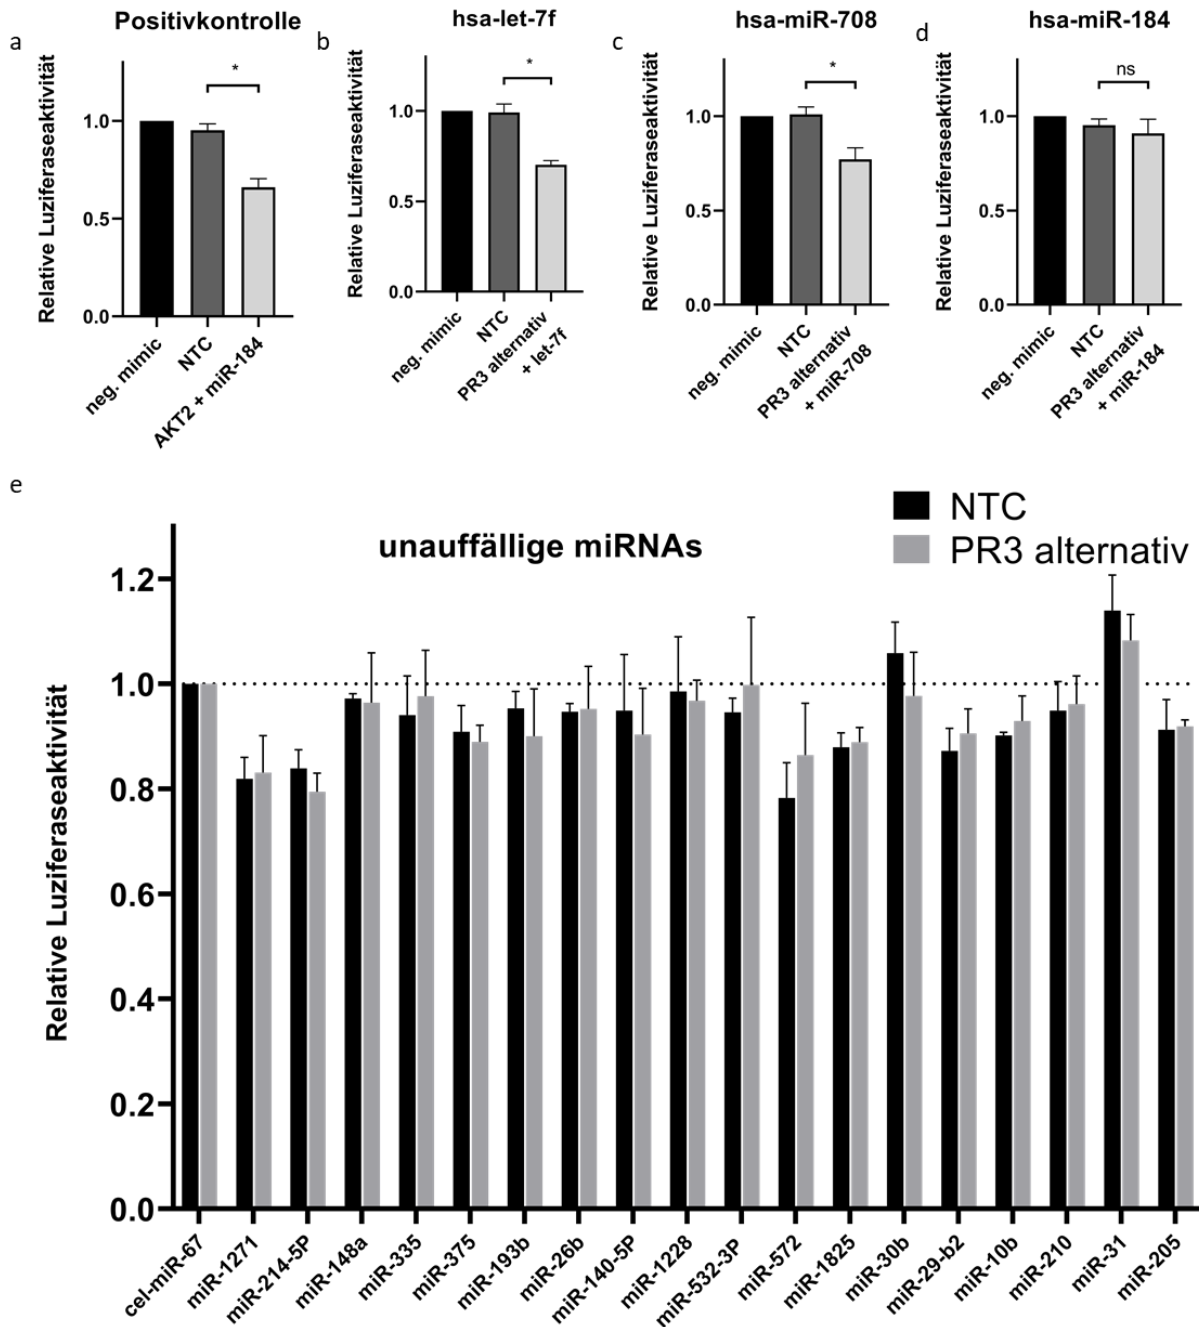 a
Positivkontrolle
Relative Luziferaseaktivität
1.0
0.5
0.0
*
neg. mimic
NTC
AKT2 + miR-184
b
hsa-let-7f
Relative Luziferaseaktivität
1.0
0.5
0.0
*
neg. mimic
NTC
PR3 alternativ
+ let-7f
c
hsa-miR-708
Relative Luziferaseaktivität
1.0
0.5
0.0
*
neg. mimic
NTC
PR3 alternativ
+ miR-708
d
hsa-miR-184
Relative Luziferaseaktivität
1.0
0.5
0.0
ns
neg. mimic
NTC
PR3 alternativ
+ miR-184
e
unauffällige miRNAs
NTC
PR3 alternativ
Relative Luziferaseaktivität
1.2
1.0
0.8
0.6
0.4
0.2
0.0
cel-miR-67
miR-1271
miR-214-5P
miR-148a
miR-335
miR-375
miR-193b
miR-26b
miR-140-5P
miR-1228
miR-532-3P
miR-572
miR-1825
miR-30b
miR-29-b2
miR-10b
miR-210
miR-31
miR-205